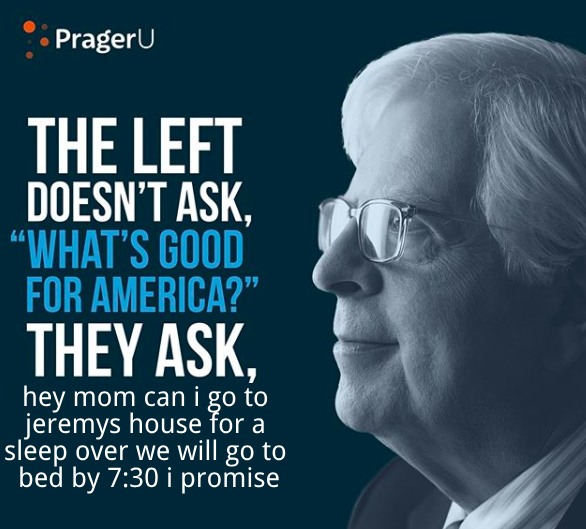 PragerU
THE LEFT
DOESN'T ASK,
"WHAT'S GOOD
FOR AMERICA?"
THEY ASK,
hey mom can i go to
jeremys house for a
sleep over we will go to
bed by 7:30 i promise